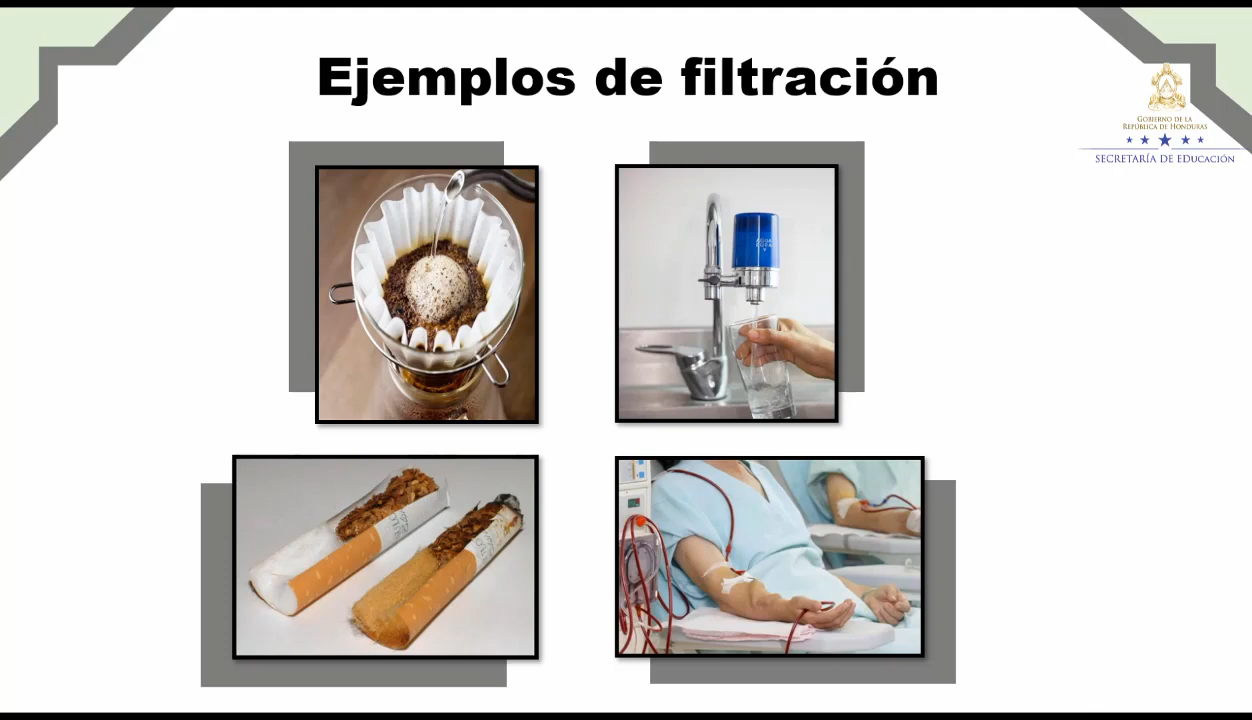 Ejemplos de filtración
GOBIERNO DE LA
REPÚBLICA DE HONDURAS
SECRETARÍA DE EDUCACIÓN